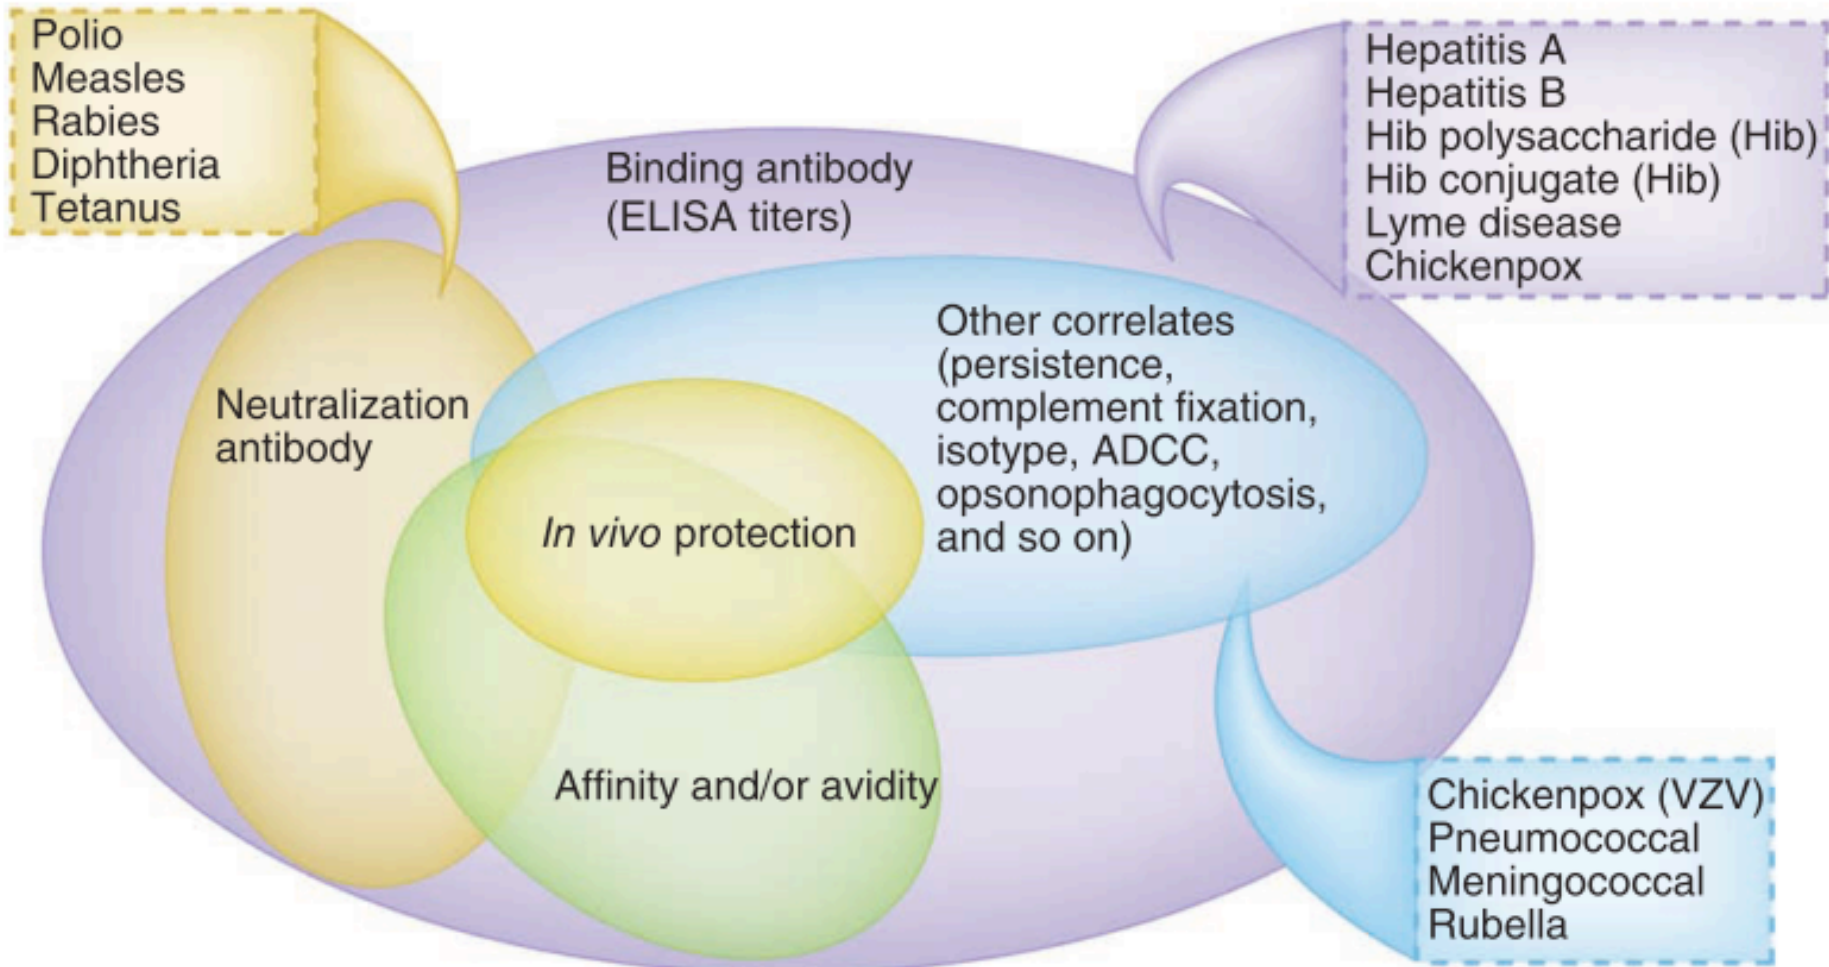 Polio
Measles
Rabies
Diphtheria
Tetanus
Hepatitis A
Hepatitis B
Hib polysaccharide (Hib)
Hib conjugate (Hib)
Lyme disease
Chickenpox
Binding antibody
(ELISA titers)
Neutralization
antibody
Other correlates
(persistence,
complement fixation,
isotype, ADCC,
opsonophagocytosis,
and so on)
In vivo protection
Affinity and/or avidity
Chickenpox (VZV)
Pneumococcal
Meningococcal
Rubella